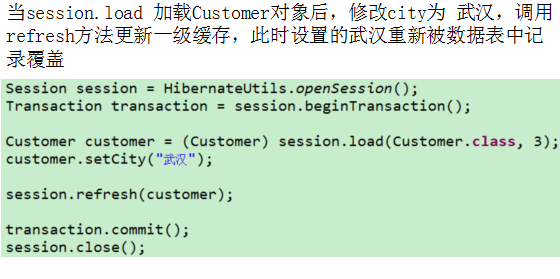 当session.load 加载Customer对象后，修改city为 武汉，调用
refresh方法更新一级缓存，此时设置的武汉重新被数据表中记
录覆盖
Session session = HibernateUtils.openSession();
Transaction transaction = session.beginTransaction();
Customer customer = (Customer) session.load(Customer.class, 3);
customer.setCity("武汉");
session.refresh(customer);
transaction.commit();
session.close();